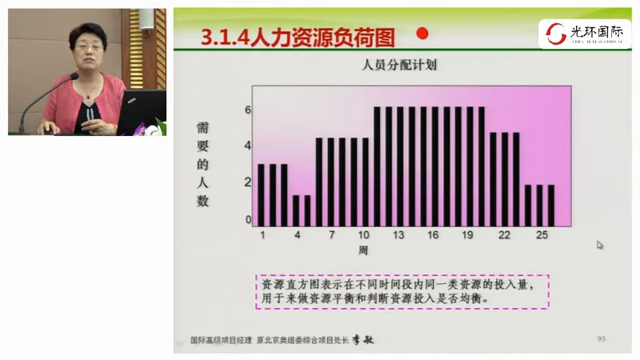 3.1.4人力资源负荷图
光环国际
人员分配计划
需要的人数
6
4
2
0
1 4 7 10 13 16 19 22 25
周
资源直方图表示在不同时间段内同一类资源的投入量，
用于来做资源平衡和判断资源投入是否均衡。
国际高级项目经理 原北京奥组委综合项目处长 李敏
95